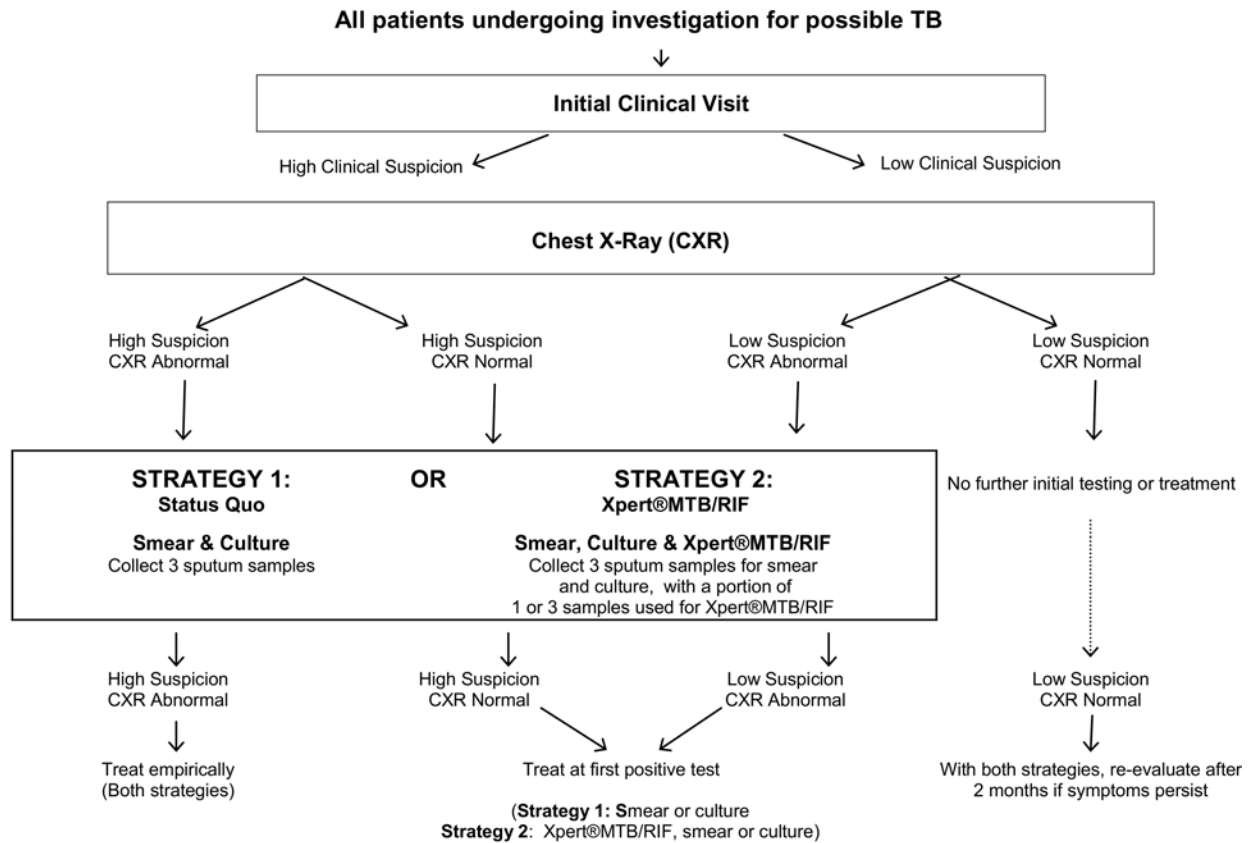 All patients undergoing investigation for possible TB
Initial Clinical Visit
High Clinical Suspicion
Low Clinical Suspicion
Chest X-Ray (CXR)
High Suspicion
CXR Abnormal
High Suspicion
CXR Normal
Low Suspicion
CXR Abnormal
Low Suspicion
CXR Normal
STRATEGY 1:
Status Quo
Smear & Culture
Collect 3 sputum samples
OR
STRATEGY 2:
Xpert®MTB/RIF
Smear, Culture & Xpert®MTB/RIF
Collect 3 sputum samples for smear
and culture, with a portion of
1 or 3 samples used for Xpert®MTB/RIF
No further initial testing or treatment
High Suspicion
CXR Abnormal
High Suspicion
CXR Normal
Low Suspicion
CXR Abnormal
Low Suspicion
CXR Normal
Treat empirically
(Both strategies)
Treat at first positive test
(Strategy 1: Smear or culture
Strategy 2: Xpert®MTB/RIF, smear or culture)
With both strategies, re-evaluate after
2 months if symptoms persist